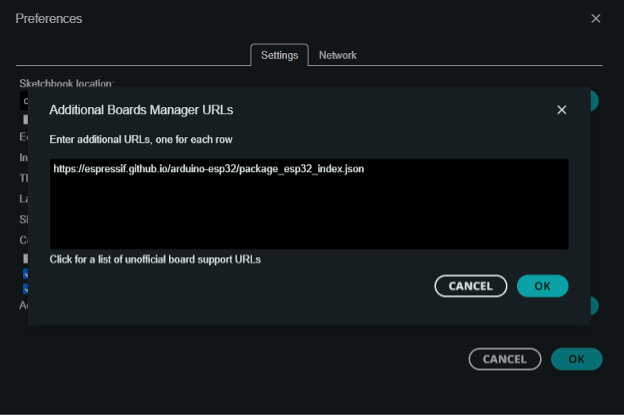 Preferences
Settings
Network
Sketchbook location:
Additional Boards Manager URLs
Enter additional URLs, one for each row
https://espressif.github.io/arduino-esp32/package_esp32_index.json
Click for a list of unofficial board support URLs
CANCEL
OK
CANCEL
OK